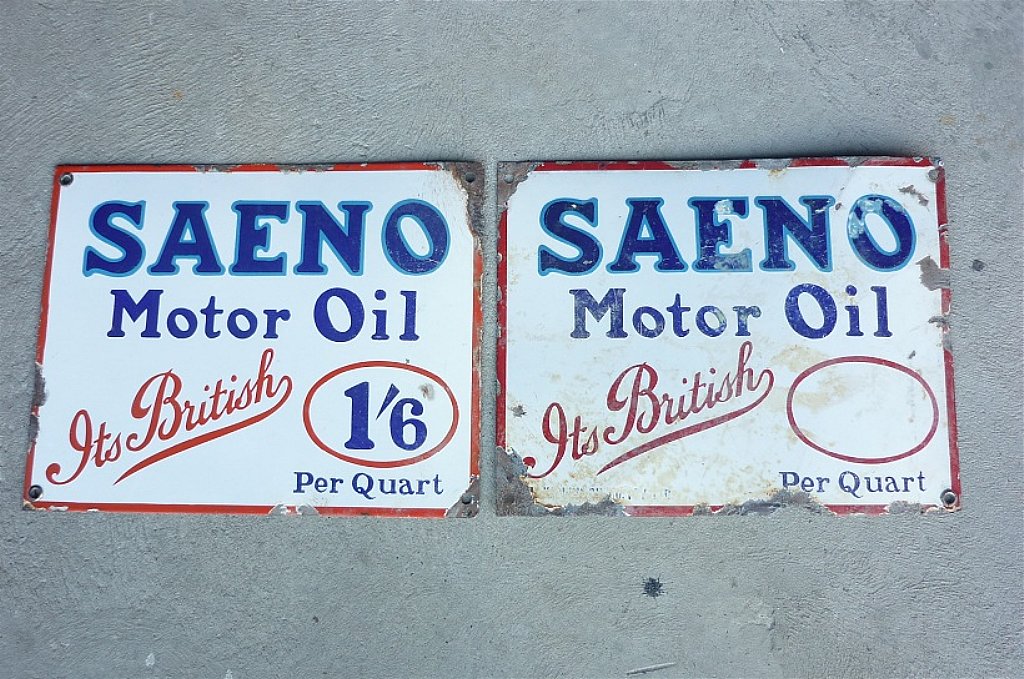 SAENO
Motor Oil
Its British
1'6
Per Quart
SAENO
Motor Oil
Its British
Per Quart